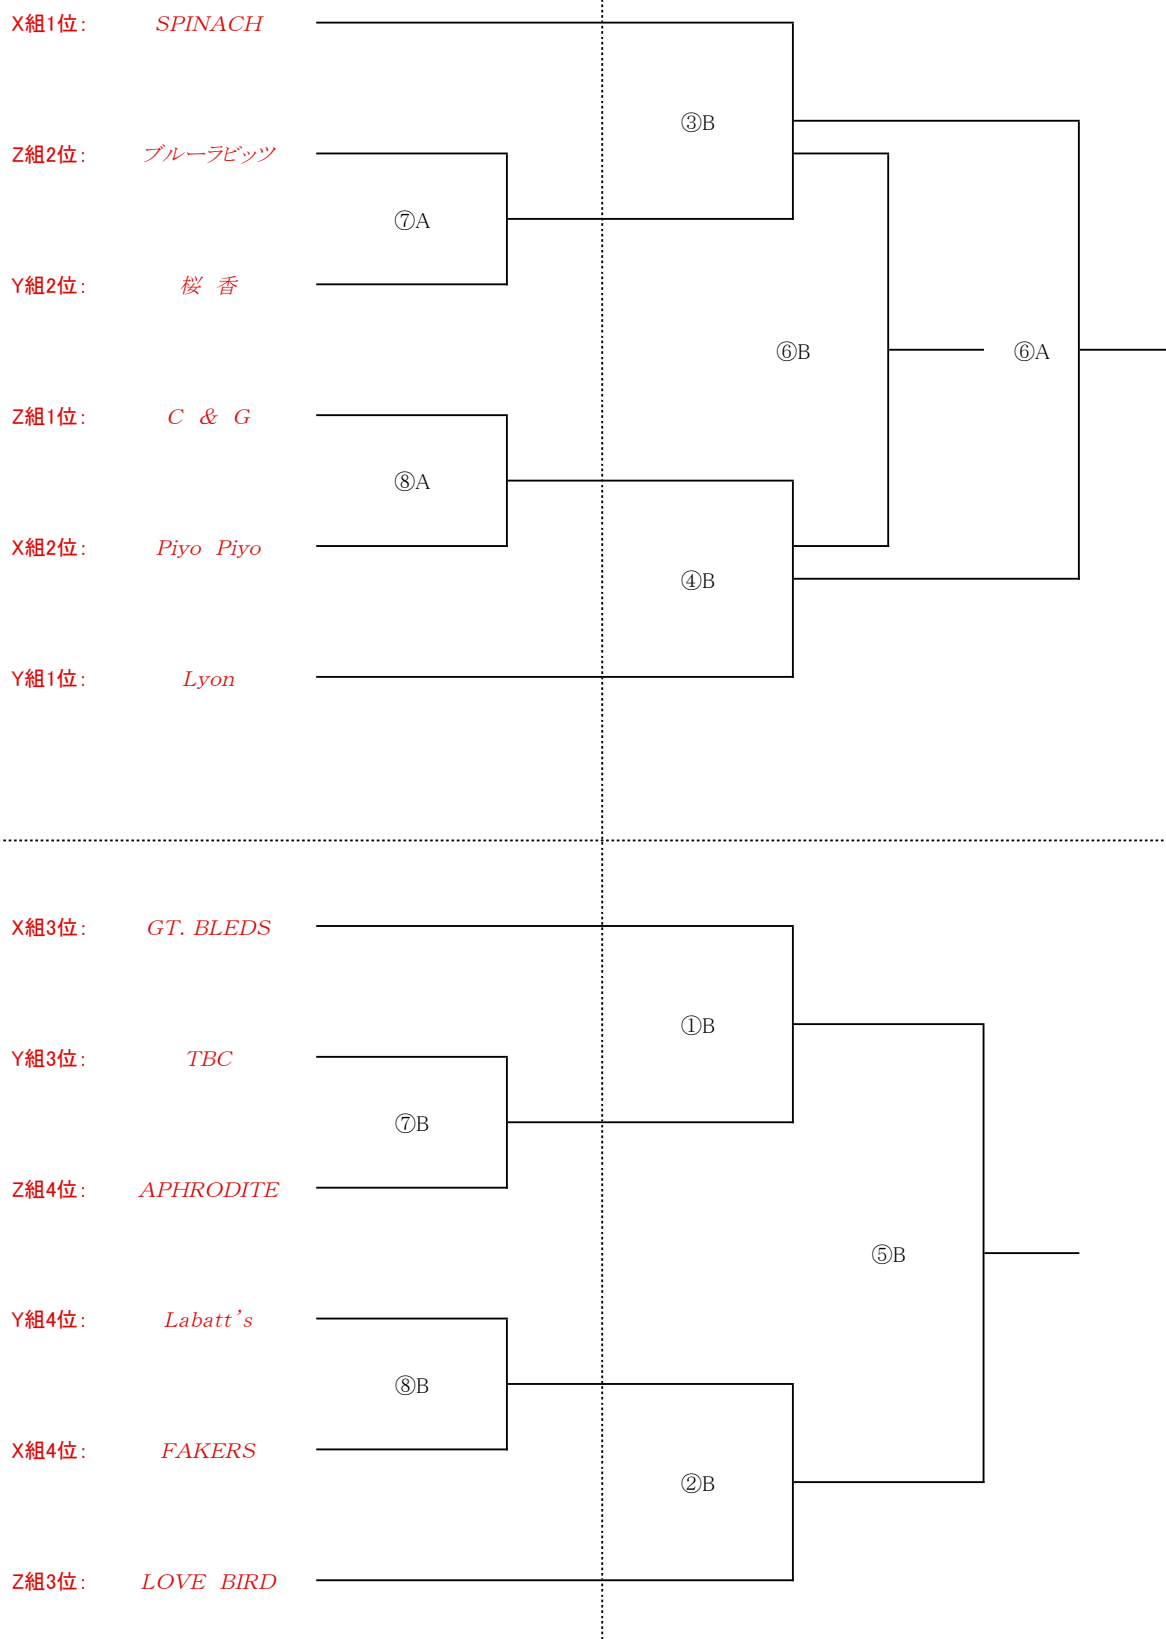 X組1位: SPINACH
③B
Z組2位: ブルーラビッツ
⑦A
Y組2位: 桜 香
⑥B ⑥A
Z組1位: C & G
⑧A
X組2位: Piyo Piyo
④B
Y組1位: Lyon
X組3位: GT. BLEDS
①B
Y組3位: TBC
⑦B
Z組4位: APHRODITE
⑤B
Y組4位: Labatt's
⑧B
X組4位: FAKERS
②B
Z組3位: LOVE BIRD